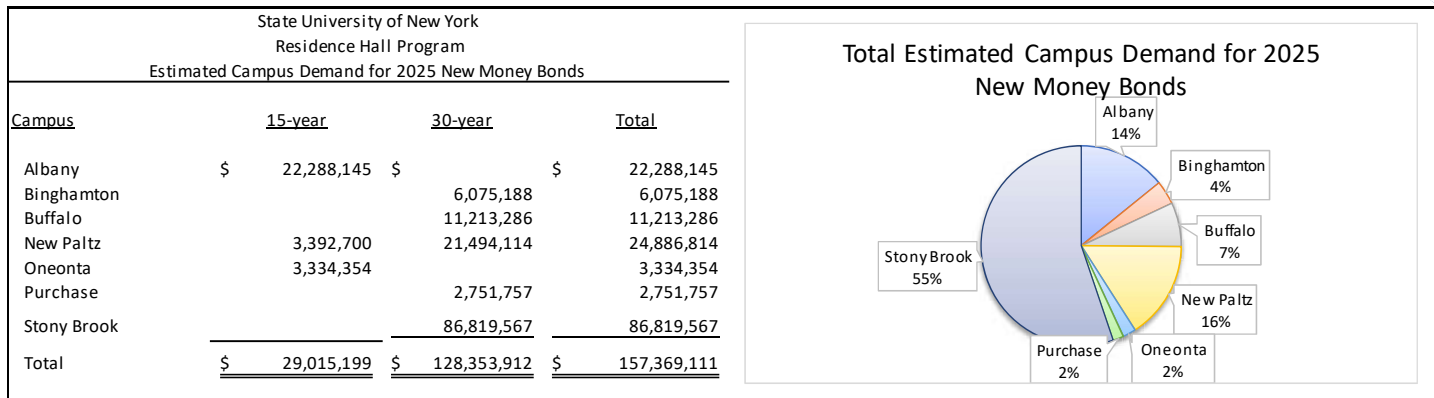 State University of New York
Residence Hall Program
Estimated Campus Demand for 2025 New Money Bonds
Campus 15-year 30-year Total
Albany $ 22,288,145 $ $ 22,288,145
Binghamton 6,075,188 6,075,188
Buffalo 11,213,286 11,213,286
New Paltz 3,392,700 21,494,114 24,886,814
Oneonta 3,334,354 3,334,354
Purchase 2,751,757 2,751,757
Stony Brook 86,819,567 86,819,567
Total $ 29,015,199 $ 128,353,912 $ 157,369,111
Total Estimated Campus Demand for 2025
New Money Bonds
Albany
14%
Binghamton
4%
Buffalo
7%
New Paltz
16%
Oneonta
2%
Purchase
2%
Stony Brook
55%